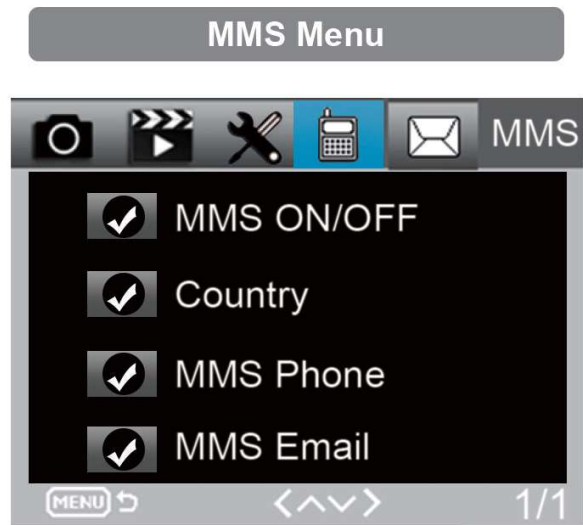 MMS Menu
MMS
MMS ON/OFF
Country
MMS Phone
MMS Email
MENU 1/1